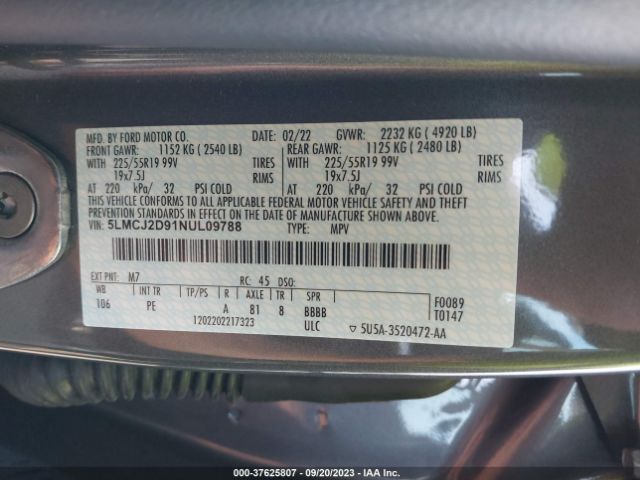 MFD. BY FORD MOTOR CO. DATE: 02/22 GVWR: 2232 KG ( 4920 LB)
FRONT GAWR: 1152 KG ( 2540 LB) REAR GAWR: 1125 KG ( 2480 LB)
WITH 225/55R19 99V TIRES WITH 225/55R19 99V TIRES
19x7.5J RIMS 19x7.5J RIMS
AT 220 kPa/ 32 PSI COLD AT 220 kPa/ 32 PSI COLD
THIS VEHICLE CONFORMS TO ALL APPLICABLE FEDERAL MOTOR VEHICLE SAFETY AND
THEFT PREVENTION STANDARDS IN EFFECT ON THE DATE OF MANUFACTURE SHOWN ABOVE.
VIN: 5LMCJ2D91NUL09788 TYPE: MPV
EXT PNT: M7 RC: 45 DSO:
WB INT TR TP/PS R AXLE TR SPR F0089
106 PE A 81 8 BBBB T0147
1202202217323 ULC 5U5A-3520472-AA
000-37625807 - 09/20/2023 - IAA Inc.